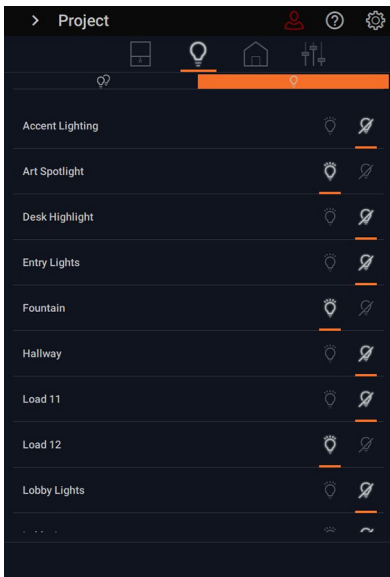 Project
Accent Lighting
Art Spotlight
Desk Highlight
Entry Lights
Fountain
Hallway
Load 11
Load 12
Lobby Lights